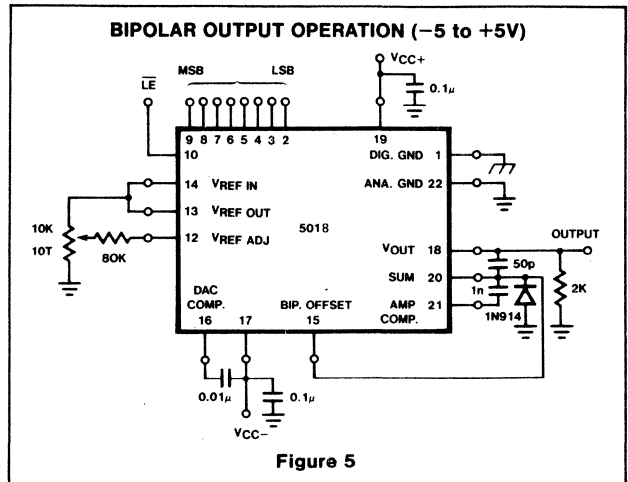 BIPOLAR OUTPUT OPERATION (−5 to +5V)
VCC+
MSB LSB
LE
0.1μ
9 8 7 6 5 4 3 2
19
10
DIG. GND 1
14 VREF IN
ANA. GND 22
13 VREF OUT
5018
10K
10T
80K
12 VREF ADJ
OUTPUT
VOUT 18
50p
SUM 20
1n
2K
DAC
COMP.
BIP. OFFSET
AMP
COMP.
21
1N914
16 17 15
0.01μ
0.1μ
VCC−
Figure 5